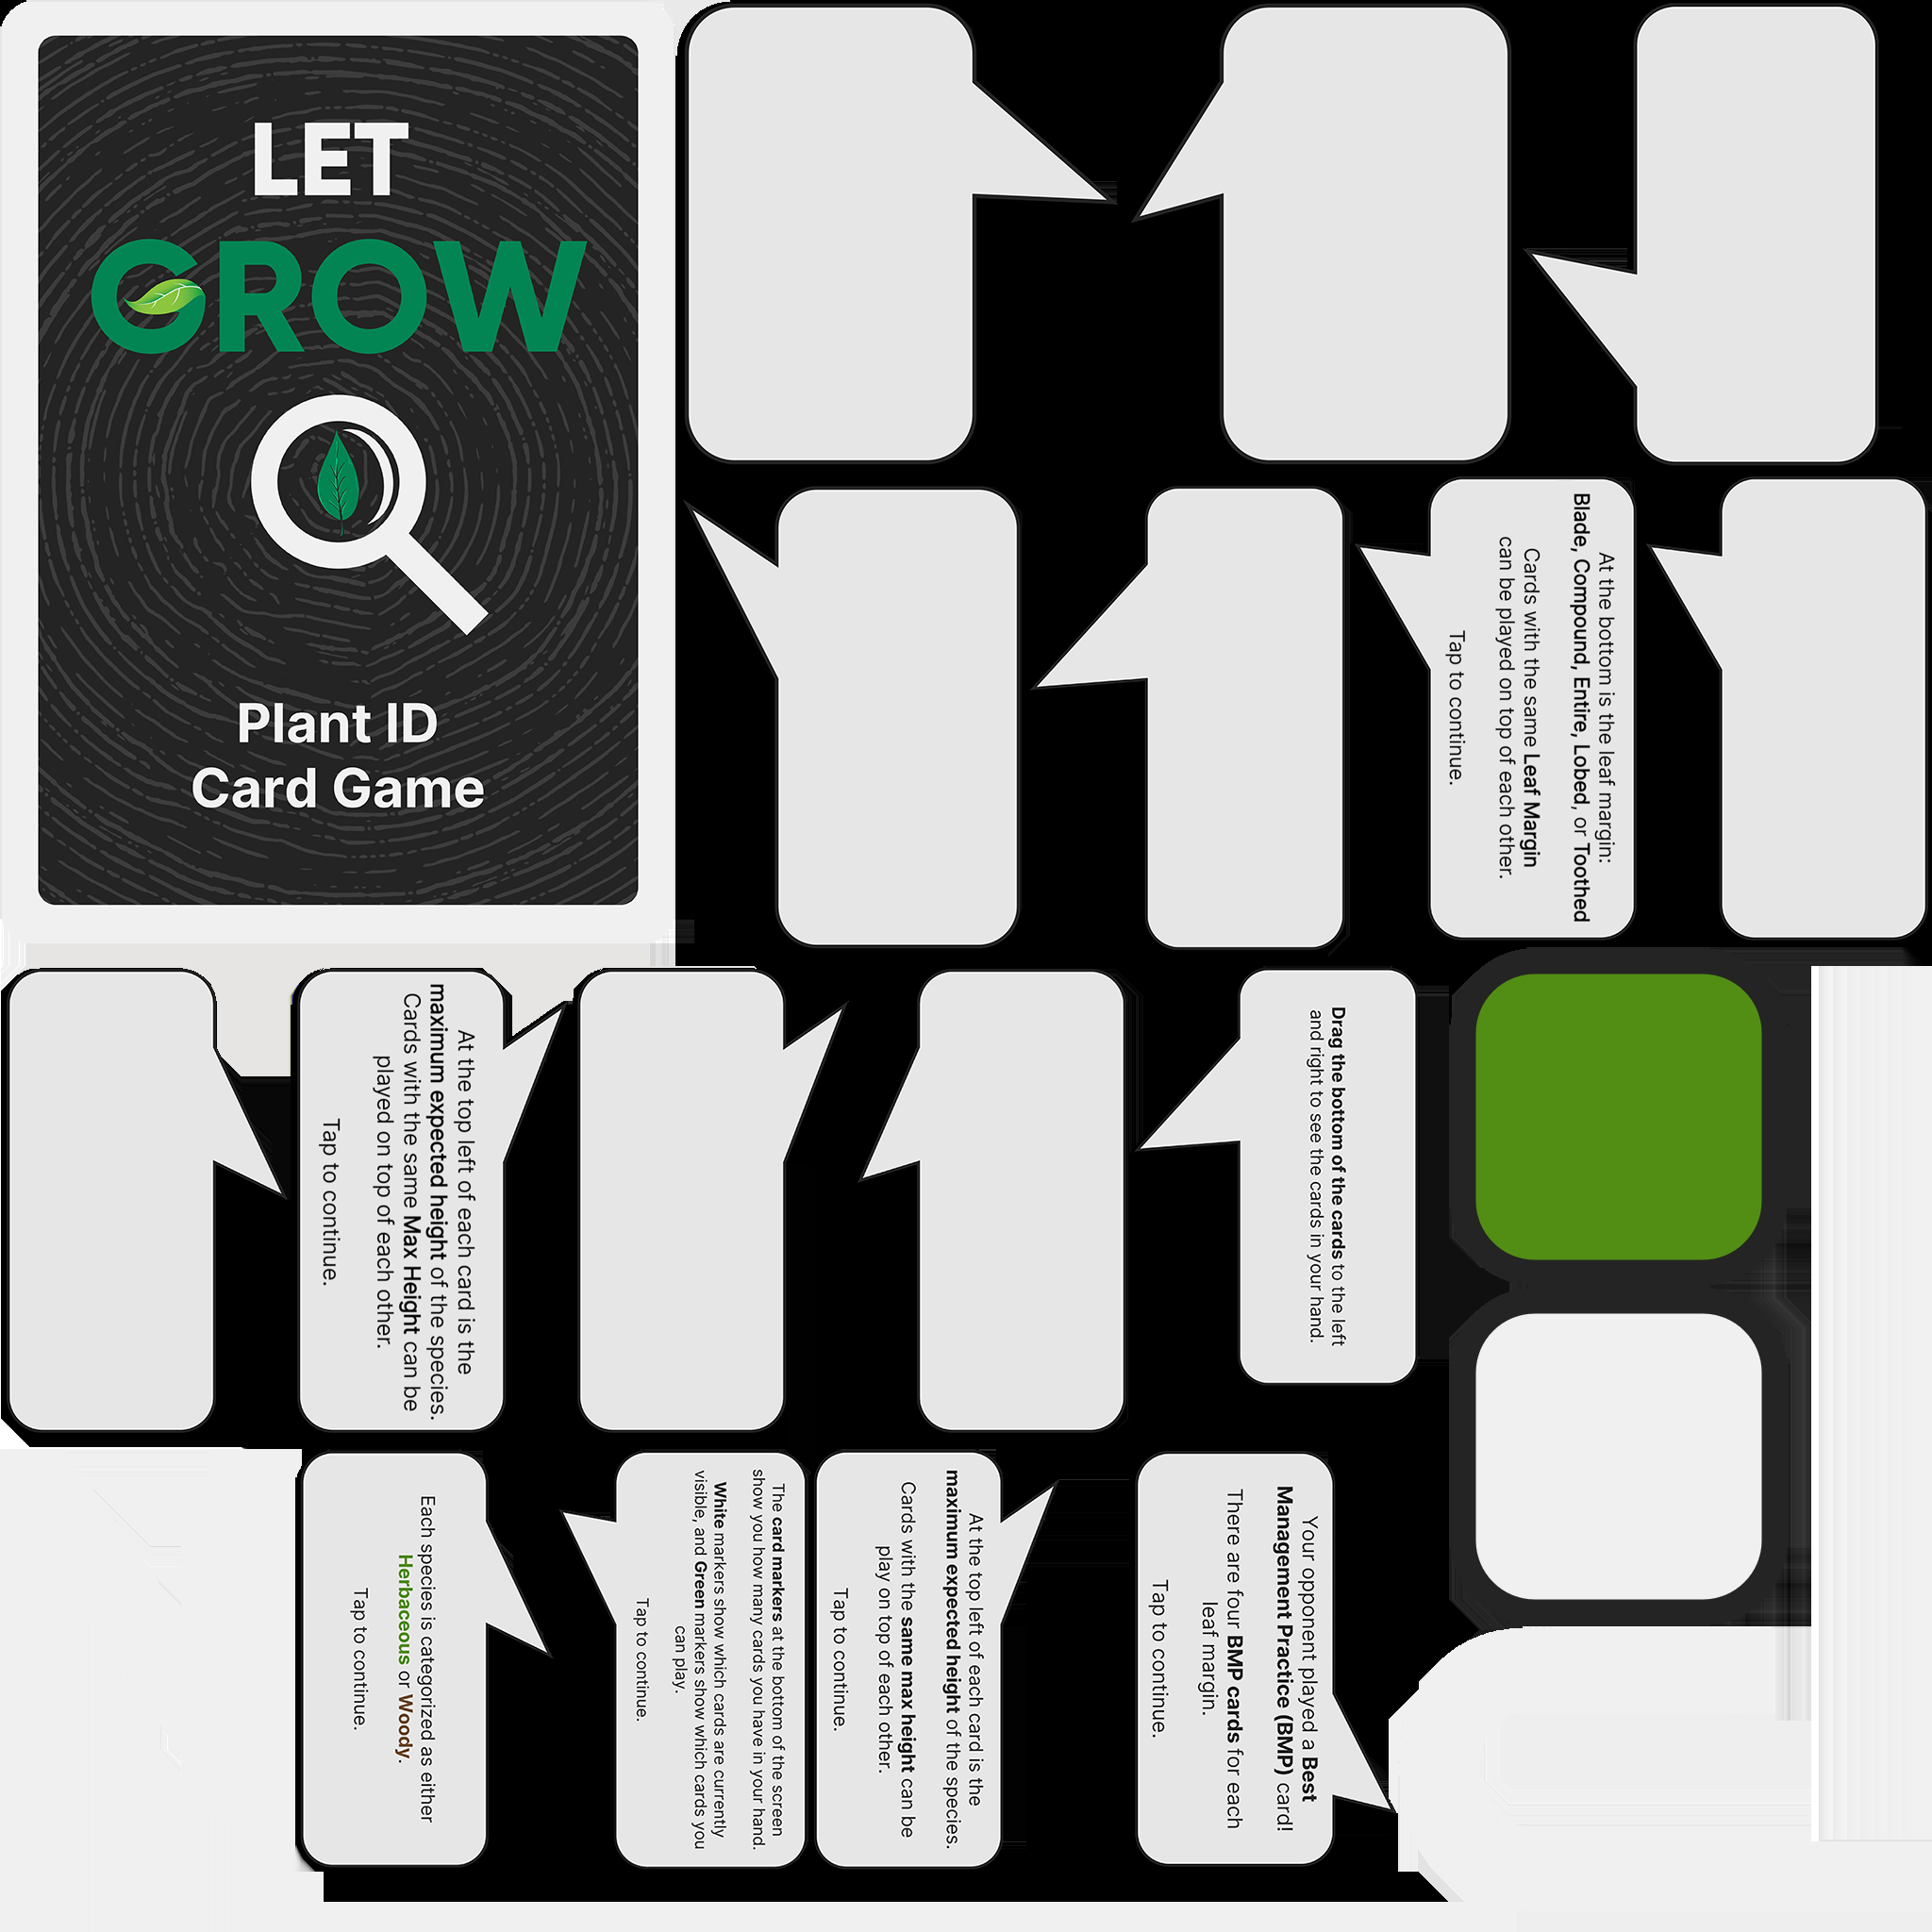 LET
GROW
Plant ID
Card Game
At the bottom is the leaf margin:
Blade, Compound, Entire, Lobed, or Toothed
Cards with the same Leaf Margin
can be played on top of each other.
Tap to continue.
At the top left of each card is the
maximum expected height of the species.
Cards with the same Max Height can be
played on top of each other.
Tap to continue.
Drag the bottom of the cards to the left
and right to see the cards in your hand.
Each species is categorized as either
Herbaceous or Woody.
Tap to continue.
The card markers at the bottom of the screen
show you how many cards you have in your hand.
White markers show which cards are currently
visible, and Green markers show which cards you
can play.
Tap to continue.
At the top left of each card is the
maximum expected height of the species.
Cards with the same max height can be
play on top of each other.
Tap to continue.
Your opponent played a Best
Management Practice (BMP) card!
There are four BMP cards for each
leaf margin.
Tap to continue.